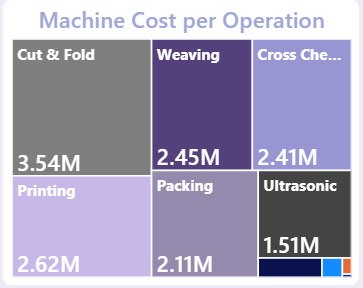 Machine Cost per Operation
Cut & Fold
3.54M
Weaving
2.45M
Cross Che...
2.41M
Printing
2.62M
Packing
2.11M
Ultrasonic
1.51M